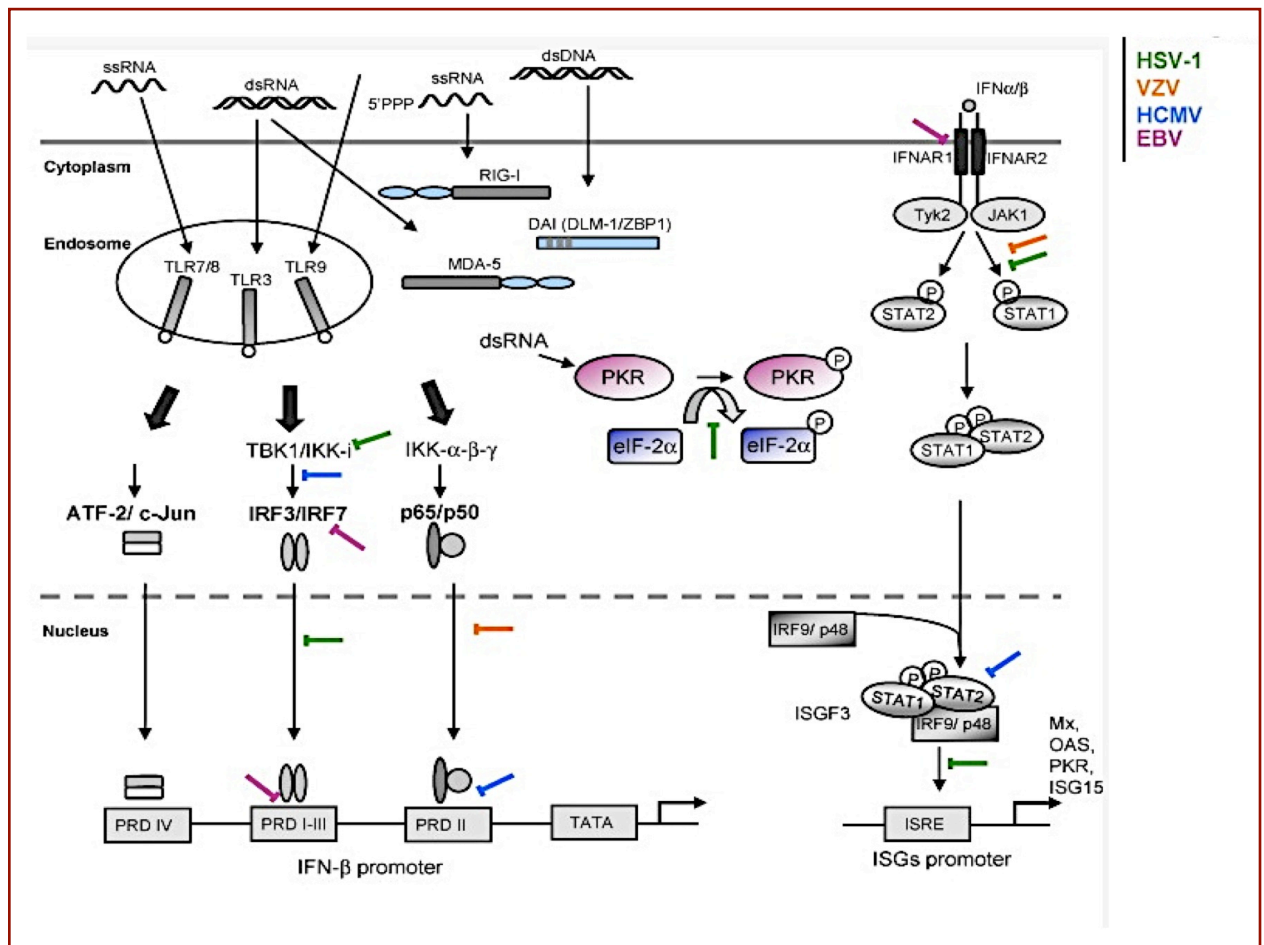 ssRNA
dsRNA
ssRNA
5'PPP
dsDNA
IFNα/β
HSV-1
VZV
HCMV
EBV
Cytoplasm
IFNAR1
IFNAR2
RIG-I
Tyk2
JAK1
DAI (DLM-1/ZBP1)
Endosome
TLR7/8
TLR3
TLR9
MDA-5
P
STAT2
P
STAT1
dsRNA
PKR
PKR
P
eIF-2α
eIF-2α
P
TBK1/IKK-i
IKK-α-β-γ
P
P
STAT1
STAT2
ATF-2/ c-Jun
IRF3/IRF7
p65/p50
Nucleus
IRF9/ p48
P
P
STAT1
STAT2
IRF9/ p48
ISGF3
Mx,
OAS,
PKR,
ISG15
PRD IV
PRD I-III
PRD II
TATA
ISRE
IFN-β promoter
ISGs promoter